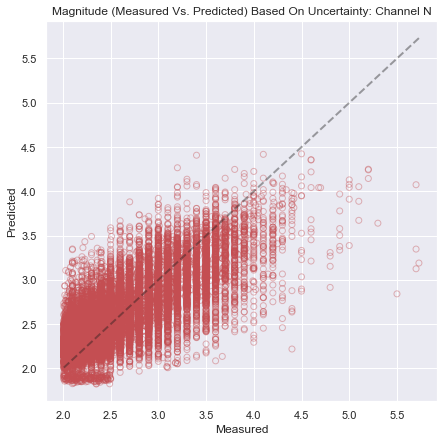 Magnitude (Measured Vs. Predicted) Based On Uncertainty: Channel N
5.5
5.0
4.5
4.0
3.5
3.0
2.5
2.0
Predicted
2.0 2.5 3.0 3.5 4.0 4.5 5.0 5.5
Measured